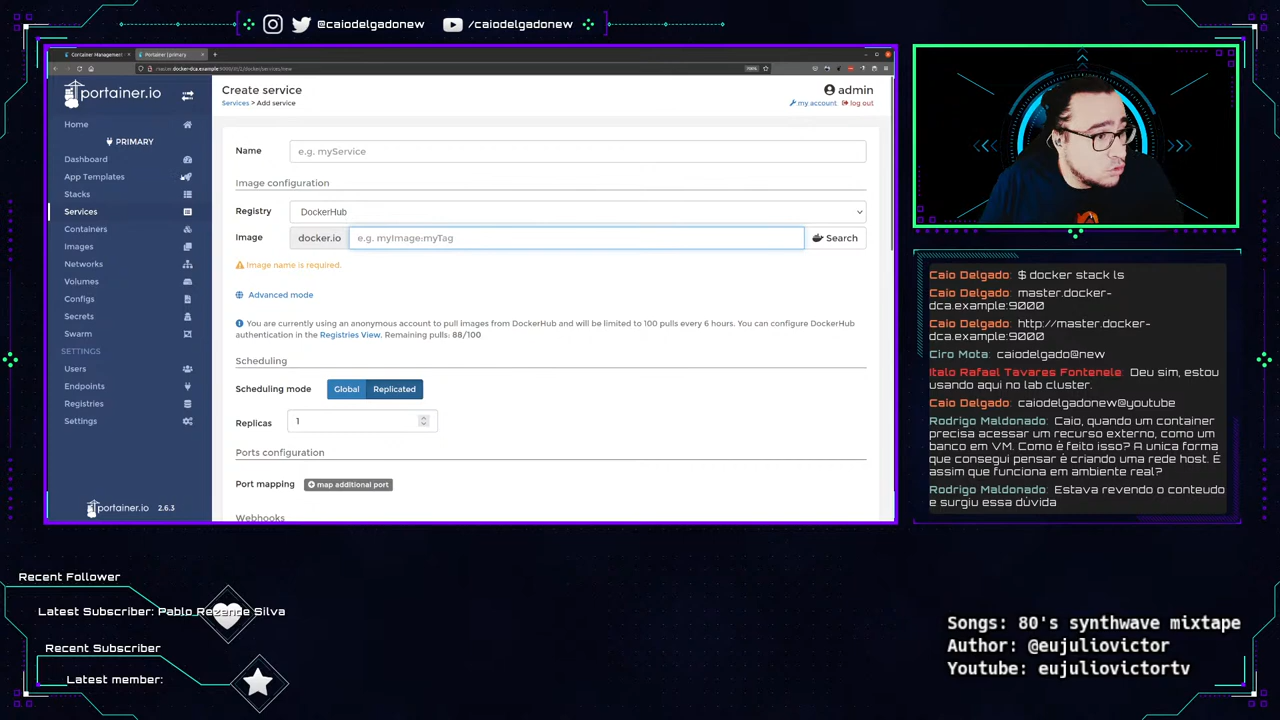 @caiodelgadonew
/caiodelgadonew
Container Management
Portainer | primary
portainer.io
Home
PRIMARY
Dashboard
App Templates
Stacks
Services
Containers
Images
Networks
Volumes
Configs
Secrets
Swarm
SETTINGS
Users
Endpoints
Registries
Settings
portainer.io 2.6.3
Create service
Services > Add service
admin
my account log out
Name e.g. myService
Image configuration
Registry DockerHub
Image docker.io e.g. myImage:myTag Search
Image name is required.
Advanced mode
You are currently using an anonymous account to pull images from DockerHub and will be limited to 100 pulls every 6 hours. You can configure DockerHub
authentication in the Registries View. Remaining pulls: 88/100
Scheduling
Scheduling mode Global Replicated
Replicas 1
Ports configuration
Port mapping map additional port
Webhooks
Caio Delgado: $ docker stack ls
Caio Delgado: master.docker-
dca.example:9000
Caio Delgado: http://master.docker-
dca.example:9000
Ciro Mota: caiodelgado@new
Italo Rafael Tavares Fontenele: Deu sim, estou
usando aqui no lab cluster.
Caio Delgado: caiodelgadonew@youtube
Rodrigo Maldonado: Caio, quando um container
precisa acessar um recurso externo, como um
banco em VM. Como é feito isso? A unica forma
que consegui pensar é criando uma rede host. E
assim que funciona em ambiente real?
Rodrigo Maldonado: Estava revendo o conteudo
e surgiu essa dúvida
Recent Follower
Latest Subscriber: Pablo Rezende Silva
Recent Subscriber
Latest member:
Songs: 80's synthwave mixtape
Author: @eujuliovictor
Youtube: eujuliovictortv